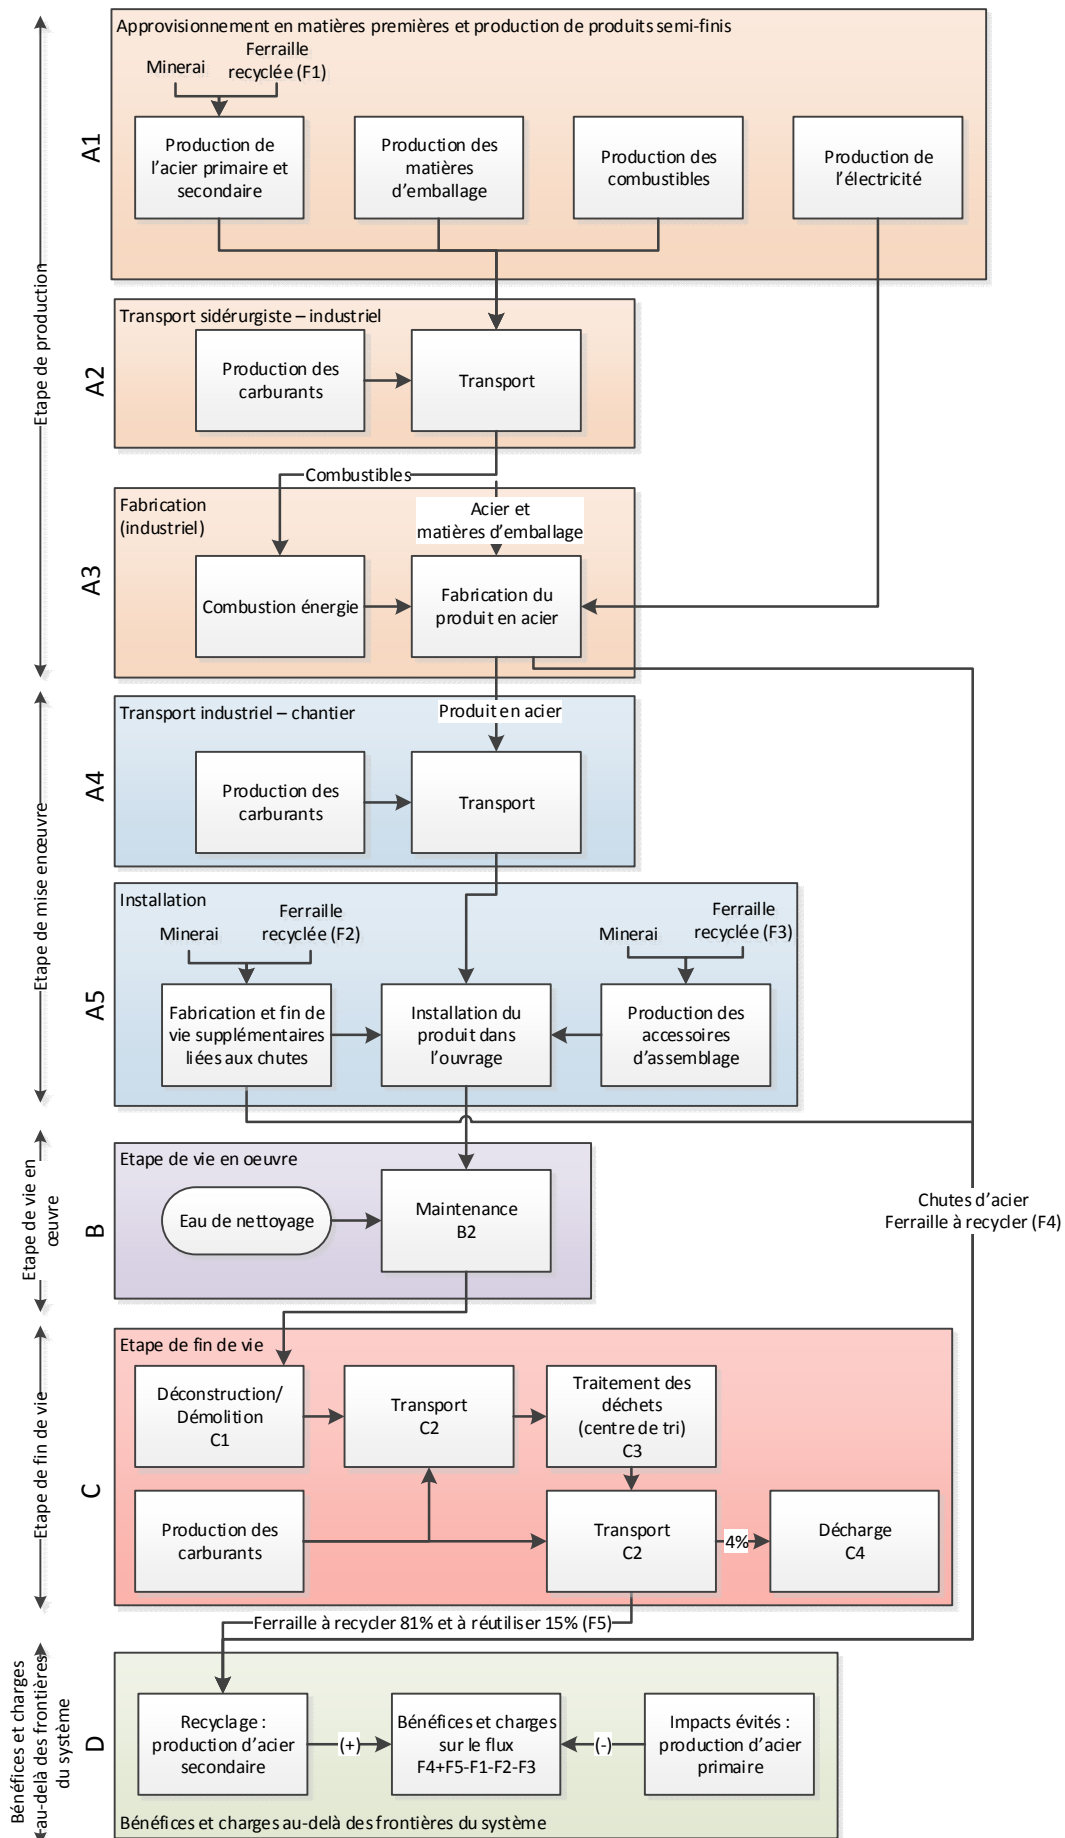 Approvisionnement en matières premières et production de produits semi-finis
Minerai
Ferraille
recyclée (F1)
A1
Production de
l'acier primaire et
secondaire
Production des
matières
d'emballage
Production des
combustibles
Production de
l'électricité
Etape de production
Transport sidérurgiste – industriel
A2
Production des
carburants
Transport
Combustibles
Fabrication
(industriel)
Acier et
matières d'emballage
A3
Combustion énergie
Fabrication du
produit en acier
Transport industriel – chantier
Produit en acier
A4
Production des
carburants
Transport
Etape de mise enœuvre
Installation
Minerai
Ferraille
recyclée (F2)
Minerai
Ferraille
recyclée (F3)
A5
Fabrication et fin de
vie supplémentaires
liées aux chutes
Installation du
produit dans
l'ouvrage
Production des
accessoires
d'assemblage
Etape de vie en
œuvre
Etape de vie en oeuvre
B
Eau de nettoyage
Maintenance
B2
Chutes d'acier
Ferraille à recycler (F4)
Etape de fin de vie
Etape de fin de vie
C
Déconstruction/
Démolition
C1
Transport
C2
Traitement des
déchets
(centre de tri)
C3
Production des
carburants
Transport
C2
4%
Décharge
C4
Ferraille à recycler 81% et à réutiliser 15% (F5)
Bénéfices et charges
au-delà des frontières
du système
D
Recyclage :
production d'acier
secondaire
(+)
Bénéfices et charges
sur le flux
F4+F5-F1-F2-F3
(-)
Impacts évités :
production d'acier
primaire
Bénéfices et charges au-delà des frontières du système